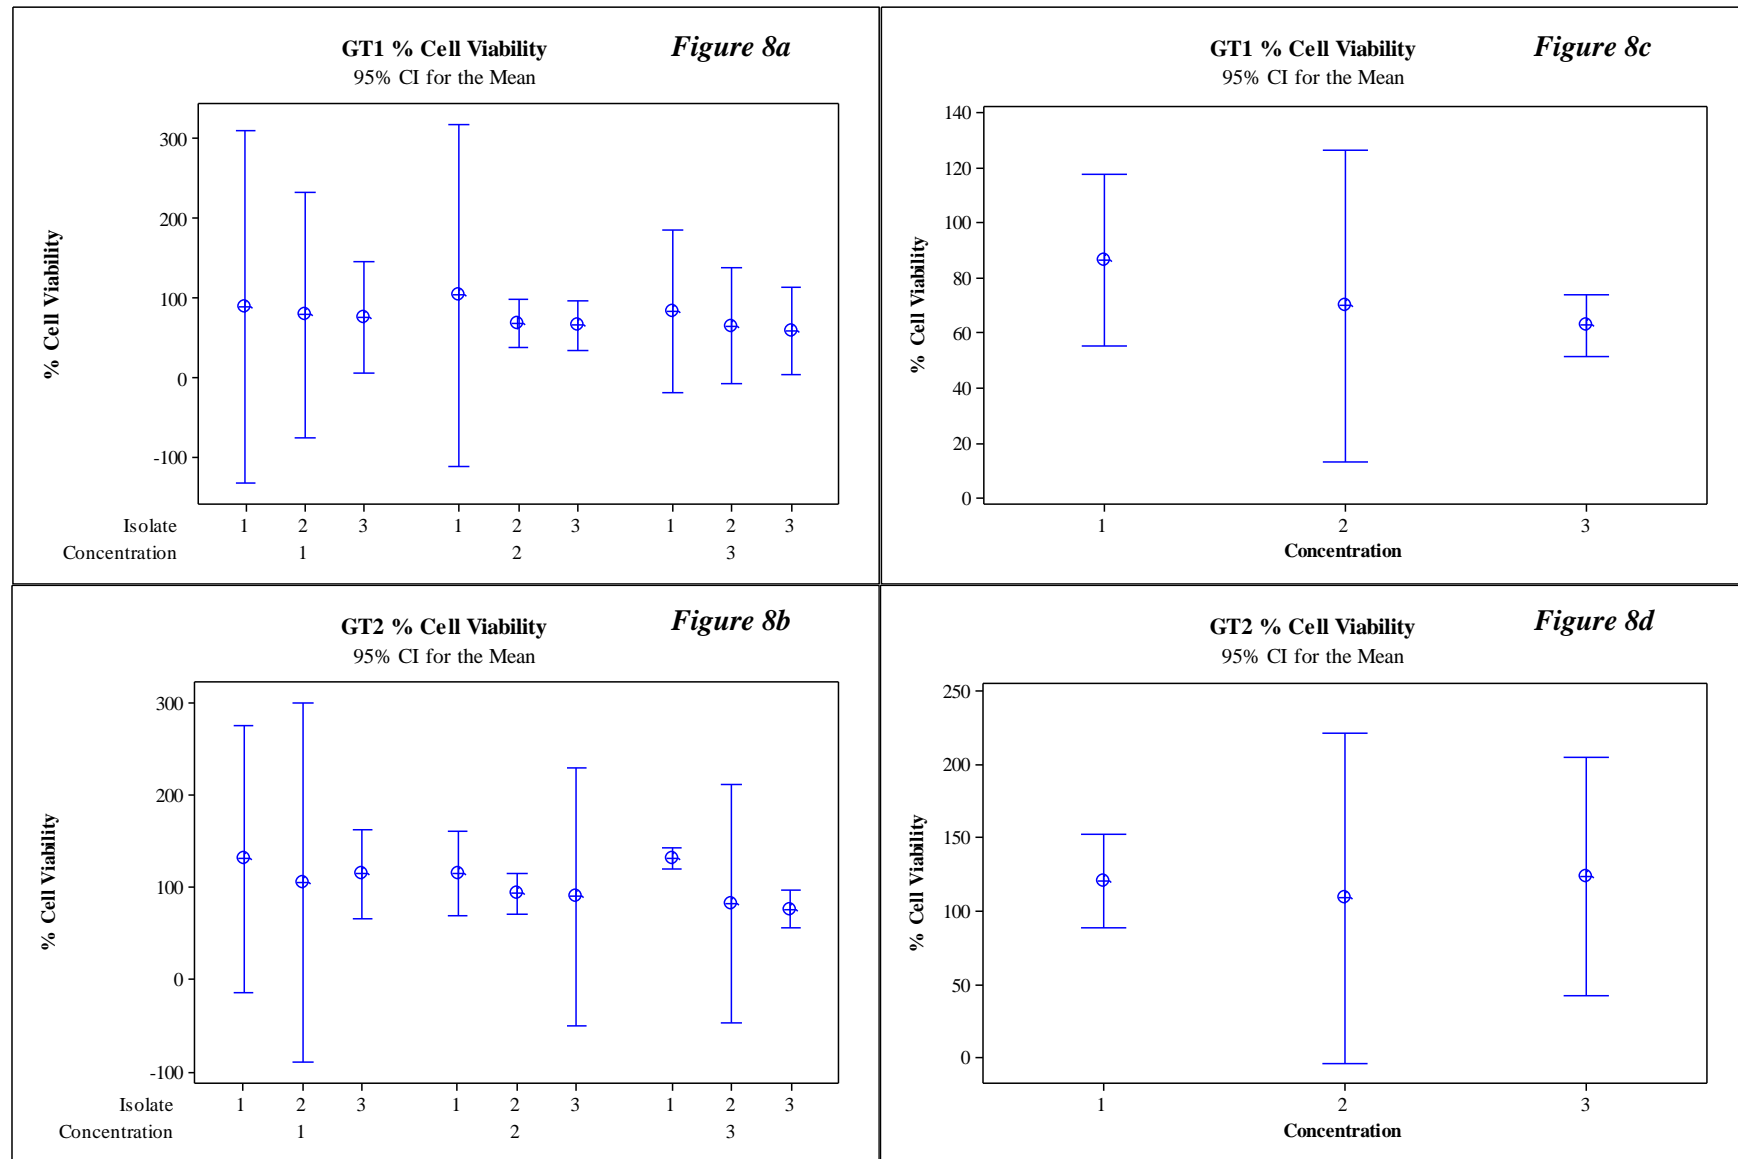 GT1 % Cell Viability
Figure 8a
95% CI for the Mean
% Cell Viability
300
200
100
0
-100
Isolate 1 2 3 1 2 3 1 2 3
Concentration 1 2 3
GT1 % Cell Viability
Figure 8c
95% CI for the Mean
% Cell Viability
140
120
100
80
60
40
20
0
1 2 3
Concentration
GT2 % Cell Viability
Figure 8b
95% CI for the Mean
% Cell Viability
300
200
100
0
-100
Isolate 1 2 3 1 2 3 1 2 3
Concentration 1 2 3
GT2 % Cell Viability
Figure 8d
95% CI for the Mean
% Cell Viability
250
200
150
100
50
0
1 2 3
Concentration